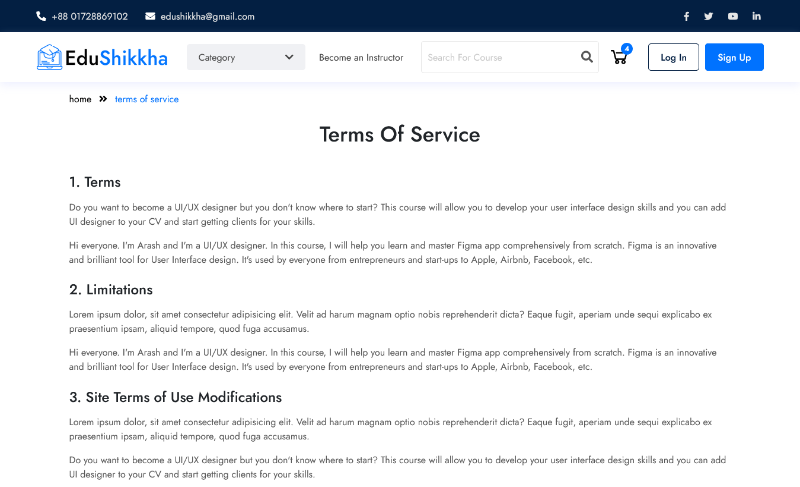 +88 01728869102 edushikkha@gmail.com
EduShikkha Category Become an Instructor Search For Course 4 Log In Sign Up
home terms of service
Terms Of Service
1. Terms
Do you want to become a UI/UX designer but you don't know where to start? This course will allow you to develop your user interface design skills and you can add
UI designer to your CV and start getting clients for your skills.
Hi everyone. I'm Arash and I'm a UI/UX designer. In this course, I will help you learn and master Figma app comprehensively from scratch. Figma is an innovative
and brilliant tool for User Interface design. It's used by everyone from entrepreneurs and start-ups to Apple, Airbnb, Facebook, etc.
2. Limitations
Lorem ipsum dolor, sit amet consectetur adipisicing elit. Velit ad harum magnam optio nobis reprehenderit dicta? Eaque fugit, aperiam unde sequi explicabo ex
praesentium ipsam, aliquid tempore, quod fuga accusamus.
Hi everyone. I'm Arash and I'm a UI/UX designer. In this course, I will help you learn and master Figma app comprehensively from scratch. Figma is an innovative
and brilliant tool for User Interface design. It's used by everyone from entrepreneurs and start-ups to Apple, Airbnb, Facebook, etc.
3. Site Terms of Use Modifications
Lorem ipsum dolor, sit amet consectetur adipisicing elit. Velit ad harum magnam optio nobis reprehenderit dicta? Eaque fugit, aperiam unde sequi explicabo ex
praesentium ipsam, aliquid tempore, quod fuga accusamus.
Do you want to become a UI/UX designer but you don't know where to start? This course will allow you to develop your user interface design skills and you can add
UI designer to your CV and start getting clients for your skills.